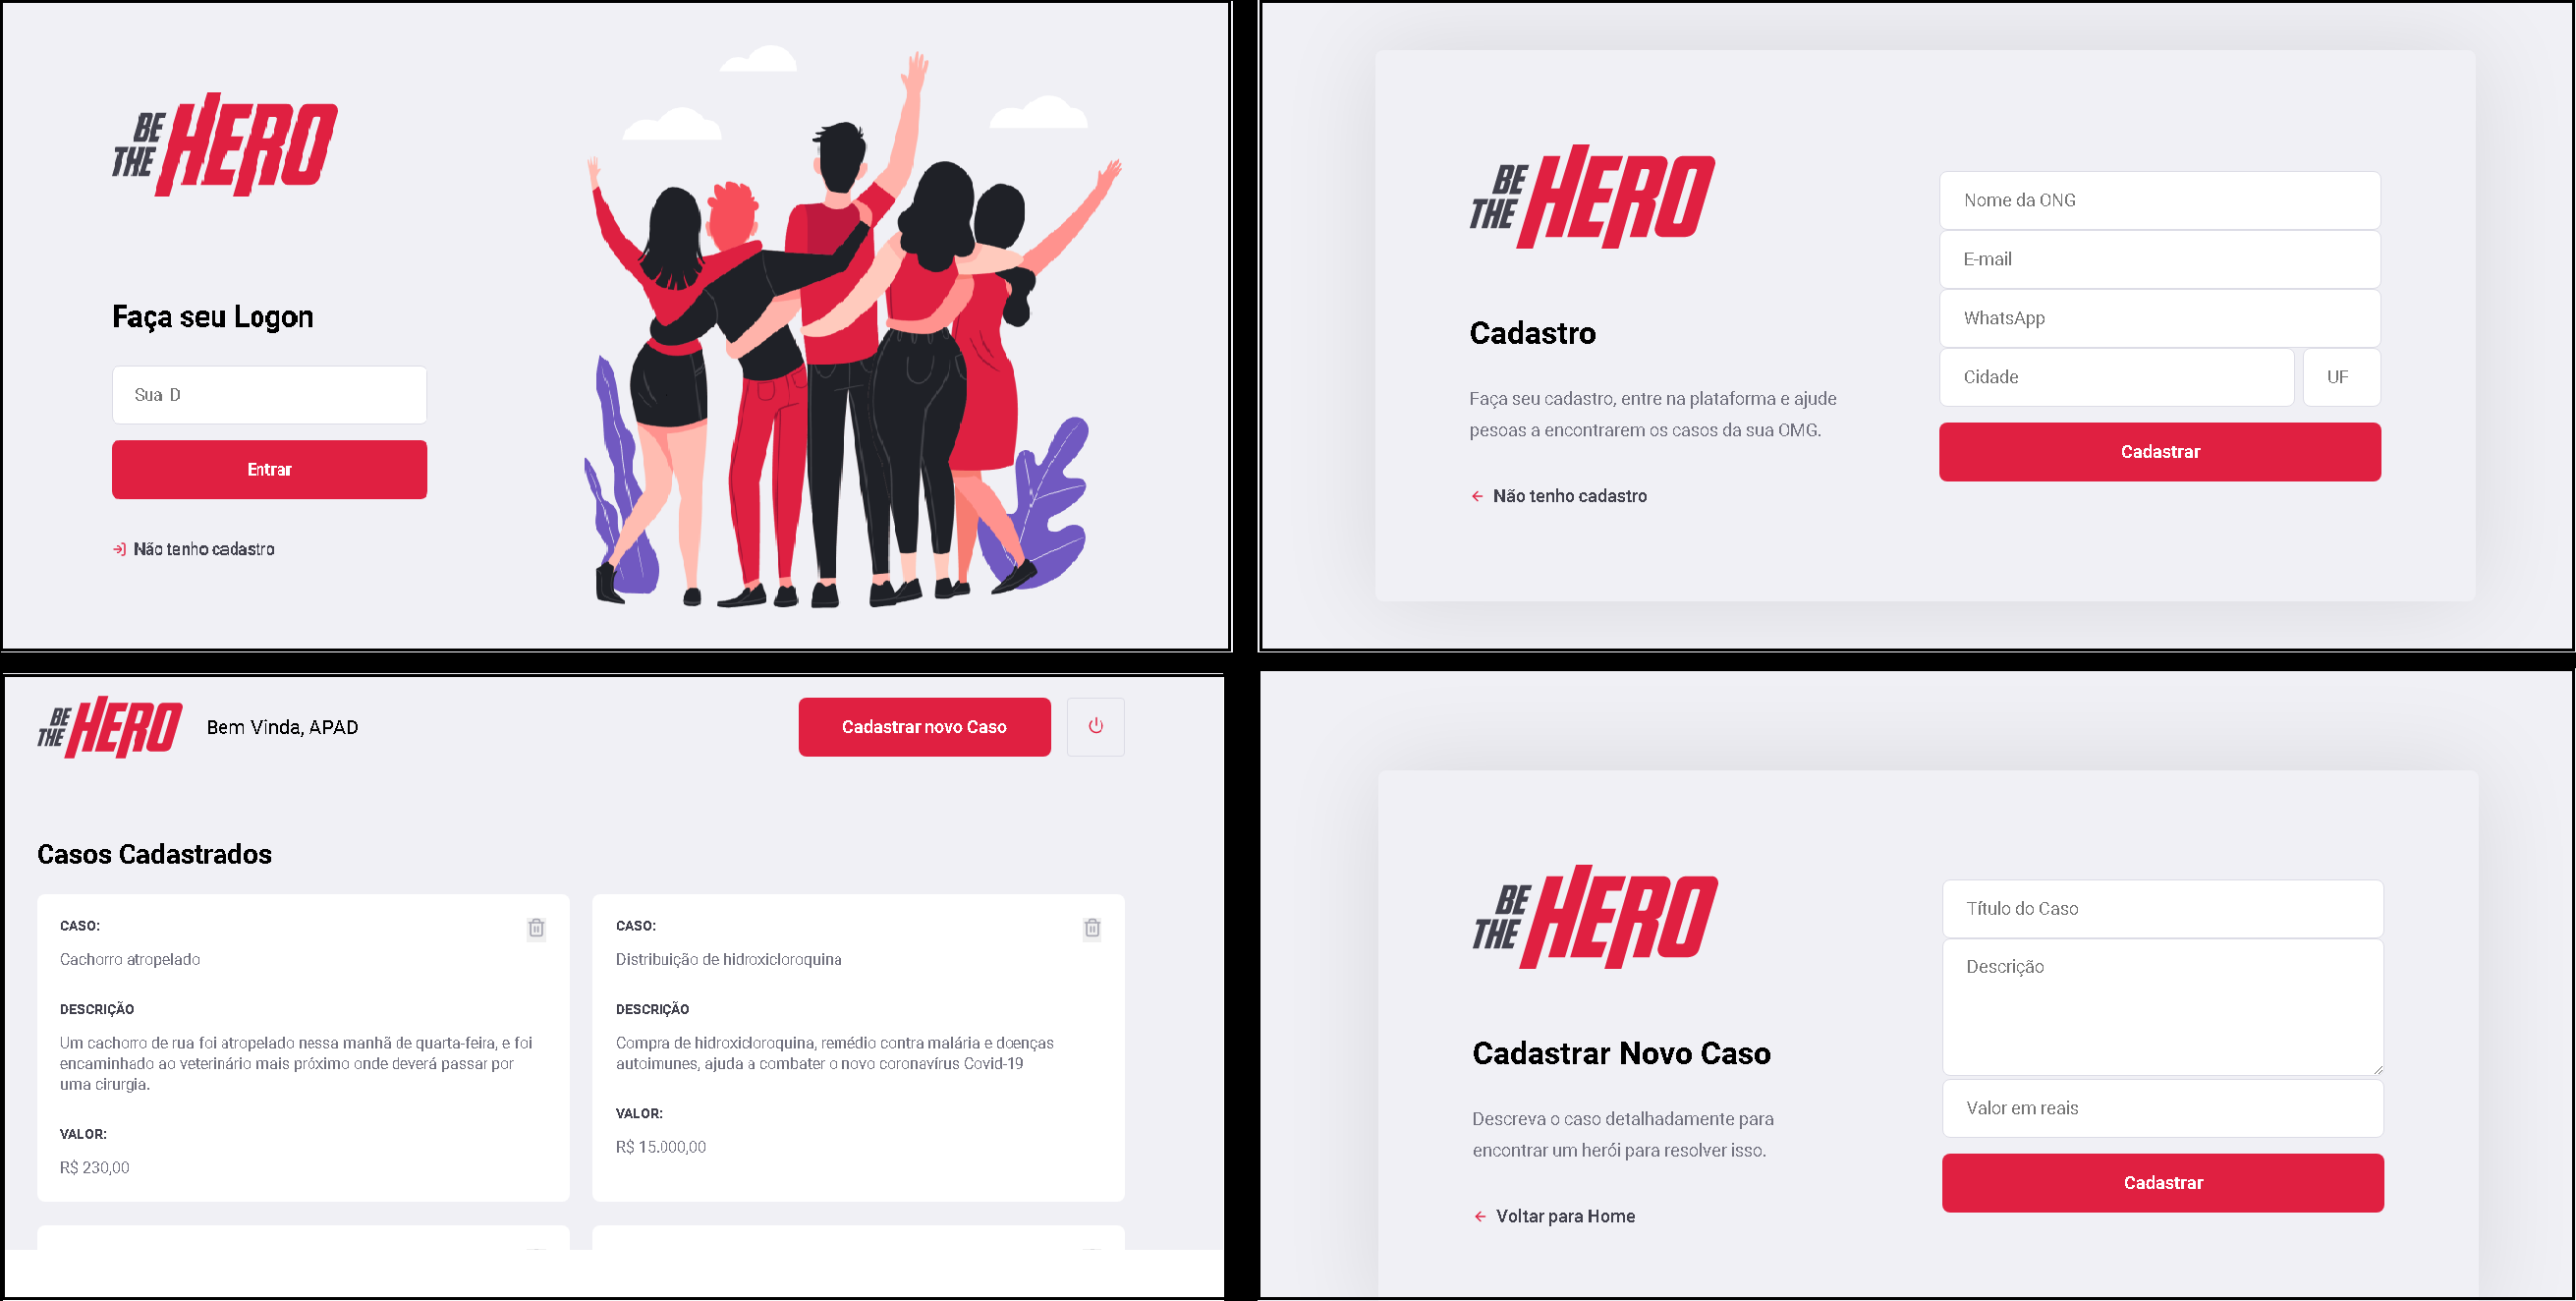 BE
THE HERO
Faça seu Logon
Sua D
Entrar
Não tenho cadastro
BE
THE HERO
Cadastro
Faça seu cadastro, entre na plataforma e ajude
pesoas a encontrarem os casos da sua OMG.
Não tenho cadastro
Nome da ONG
E-mail
WhatsApp
Cidade
UF
Cadastrar
BE
THE HERO
Bem Vinda, APAD
Cadastrar novo Caso
Casos Cadastrados
CASO:
Cachorro atropelado
DESCRIÇÃO
Um cachorro de rua foi atropelado nessa manhã de quarta-feira, e foi
encaminhado ao veterinário mais próximo onde deverá passar por
uma cirurgia.
VALOR:
R$ 230,00
CASO:
Distribuição de hidroxicloroquina
DESCRIÇÃO
Compra de hidroxicloroquina, remédio contra malária e doenças
autoimunes, ajuda a combater o novo coronavírus Covid-19
VALOR:
R$ 15.000,00
BE
THE HERO
Cadastrar Novo Caso
Descreva o caso detalhadamente para
encontrar um herói para resolver isso.
Voltar para Home
Título do Caso
Descrição
Valor em reais
Cadastrar